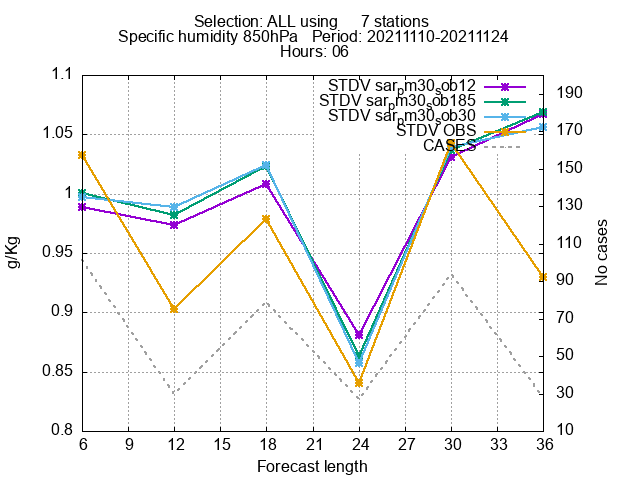 Selection: ALL using 7 stations
Specific humidity 850hPa Period: 20211110-20211124
Hours: 06
STDV sarpm30sob12
STDV sarpm30sob185
STDV sarpm30sob30
STDV OBS
CASES
1.1
1.05
1
0.95
0.9
0.85
0.8
g/Kg
190
170
150
130
110
90
70
50
30
10
No cases
6 9 12 15 18 21 24 27 30 33 36
Forecast length